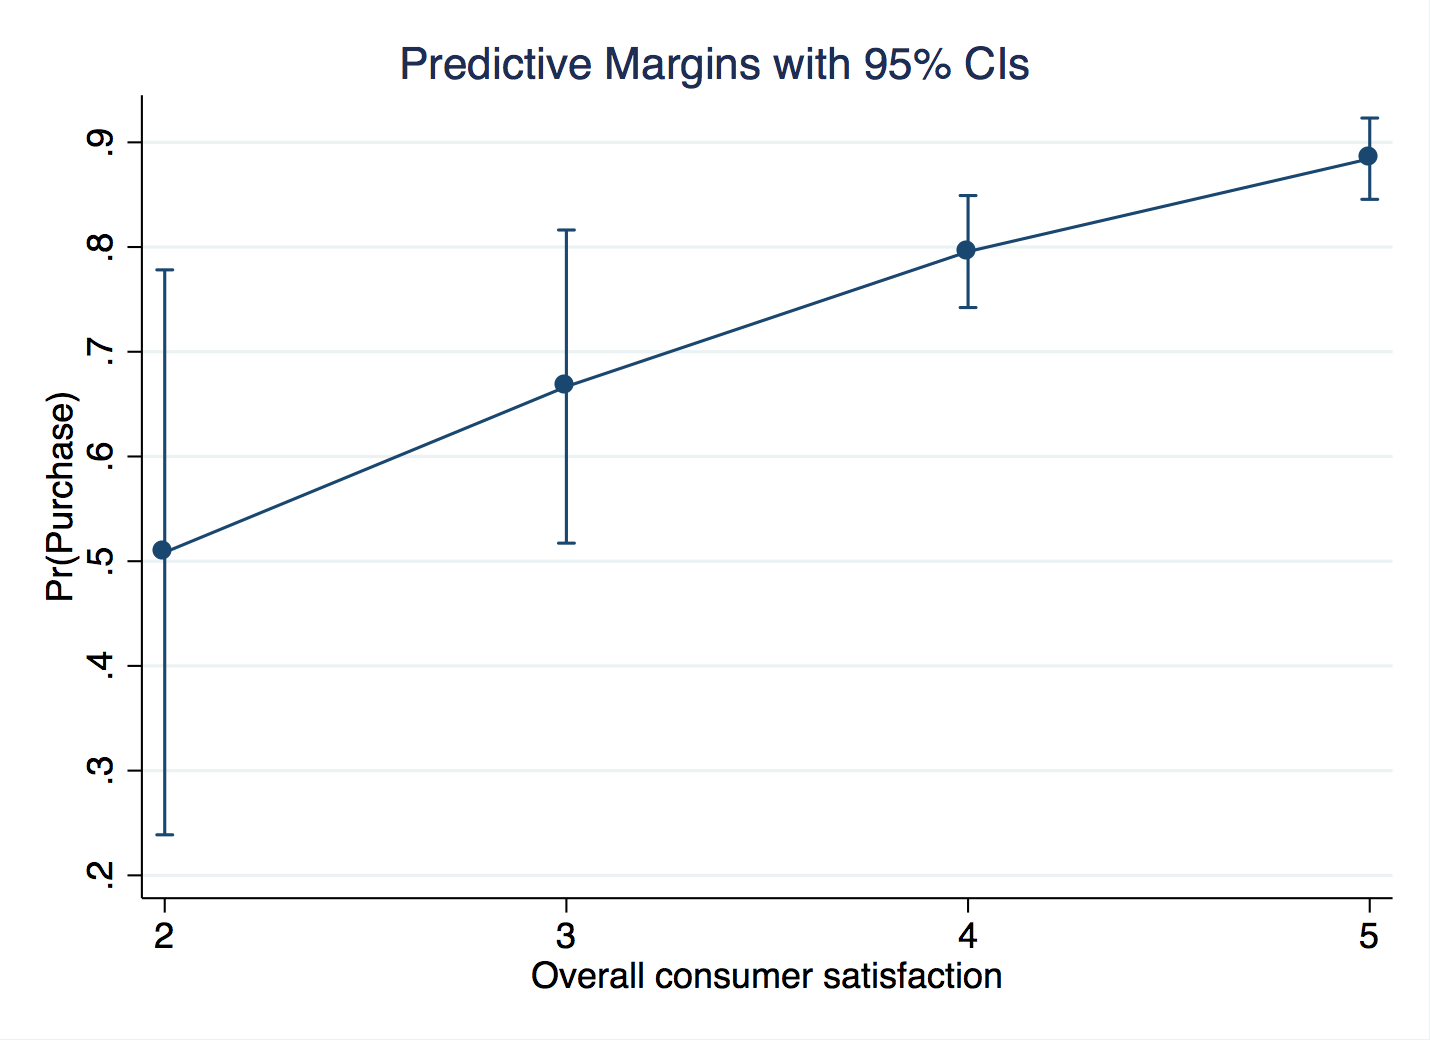 Predictive Margins with 95% CIs
Pr(Purchase)
.9
.8
.7
.6
.5
.4
.3
.2
2 3 4 5
Overall consumer satisfaction